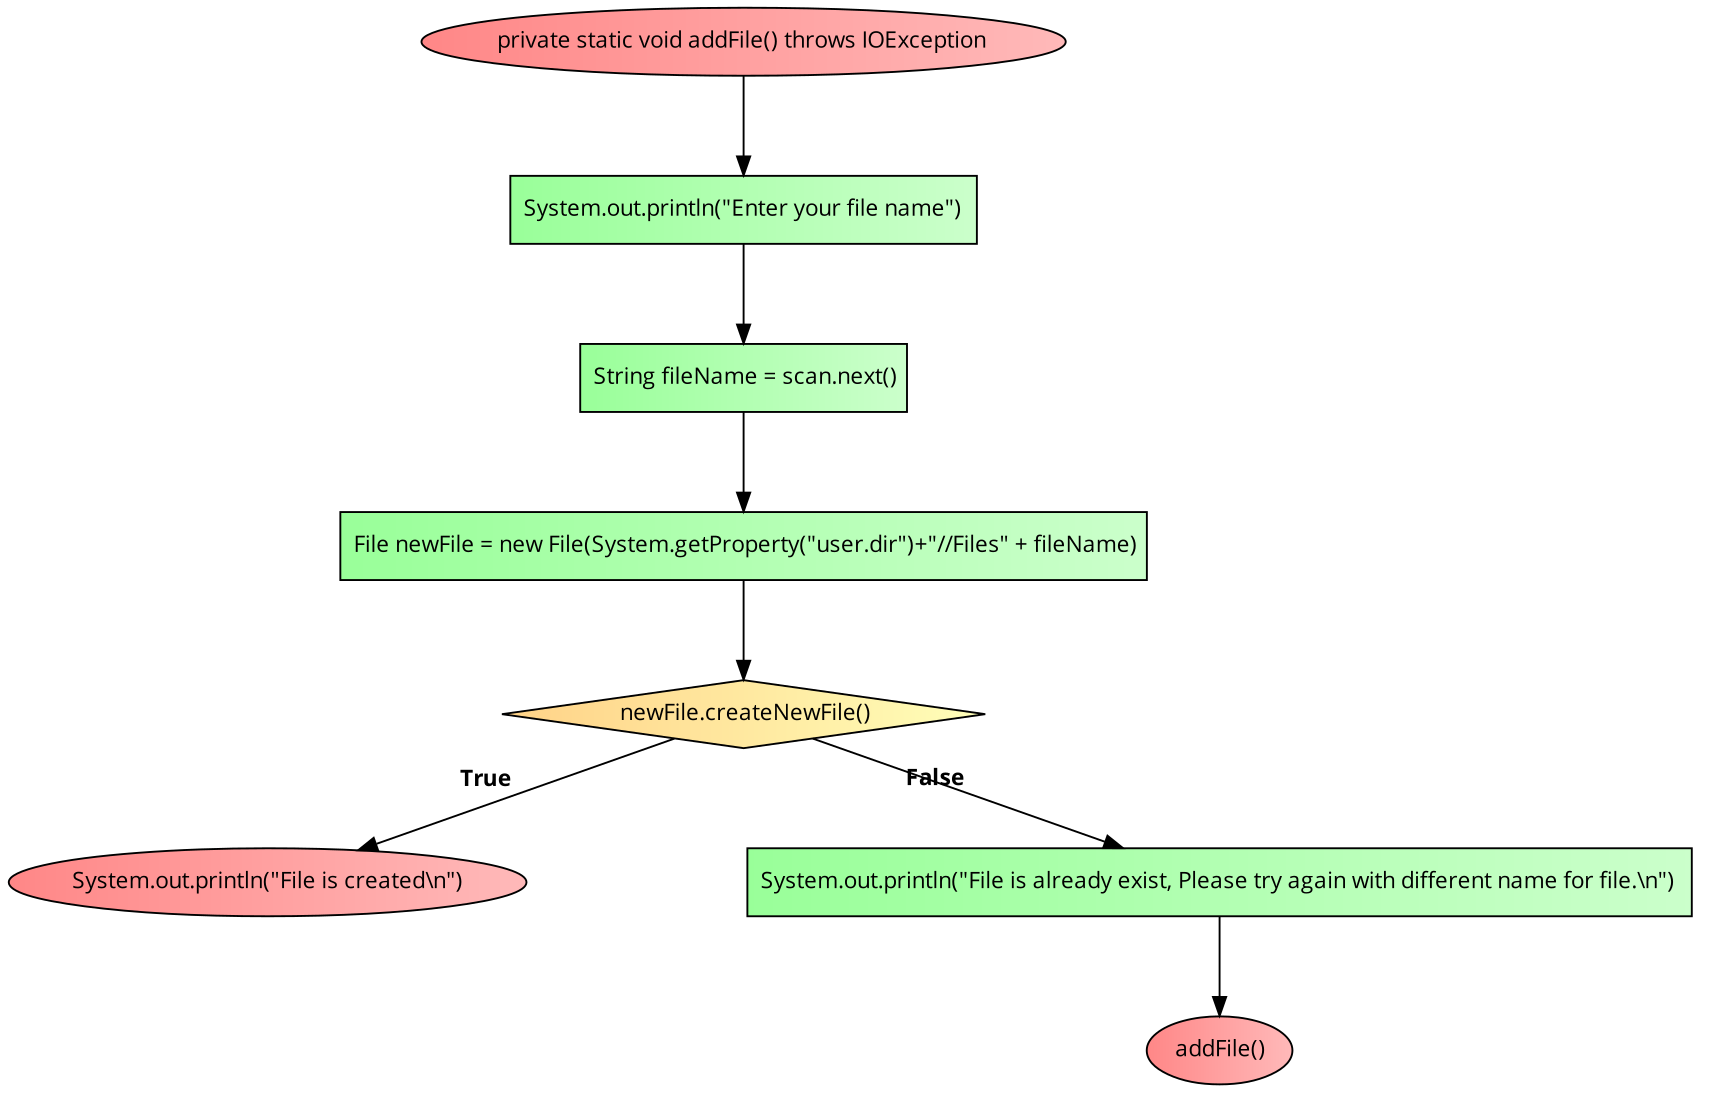 private static void addFile() throws IOException
System.out.println("Enter your file name")
String fileName = scan.next()
File newFile = new File(System.getProperty("user.dir")+"//Files" + fileName)
newFile.createNewFile()
True
False
System.out.println("File is created\n")
System.out.println("File is already exist, Please try again with different name for file.\n")
addFile()